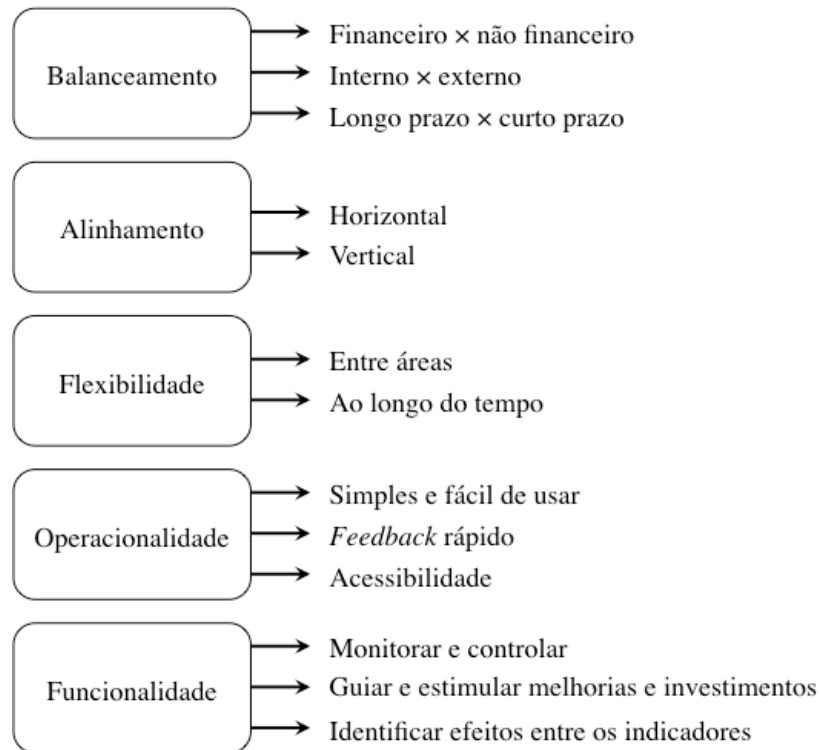 Balanceamento
Financeiro × não financeiro
Interno × externo
Longo prazo × curto prazo
Alinhamento
Horizontal
Vertical
Flexibilidade
Entre áreas
Ao longo do tempo
Operacionalidade
Simples e fácil de usar
Feedback rápido
Acessibilidade
Funcionalidade
Monitorar e controlar
Guiar e estimular melhorias e investimentos
Identificar efeitos entre os indicadores